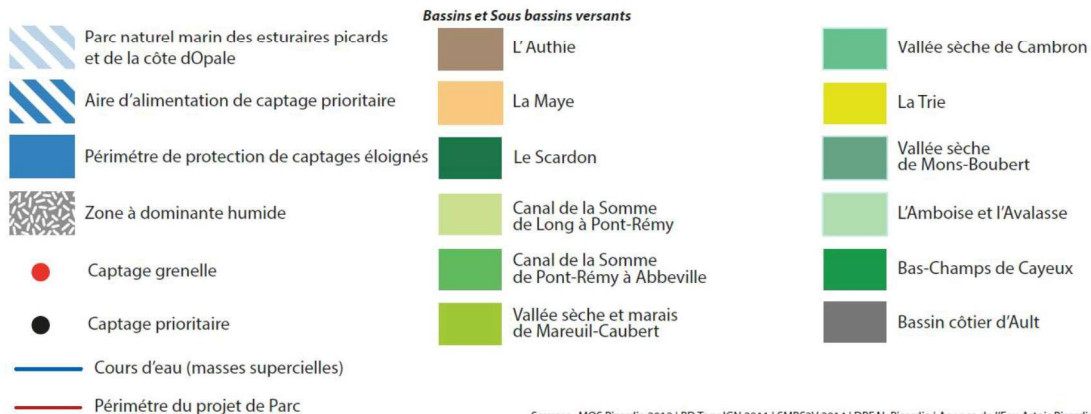 Bassins et Sous bassins versants
Parc naturel marin des esturaires picards
et de la côte dOpale
Aire d'alimentation de captage prioritaire
Périmétre de protection de captages éloignés
Zone à dominante humide
Captage grenelle
Captage prioritaire
Cours d'eau (masses supercielles)
Périmètre du projet de Parc
L' Authie
La Maye
Le Scardon
Canal de la Somme
de Long à Pont-Rémy
Canal de la Somme
de Pont-Rémy à Abbeville
Vallée sèche et marais
de Mareuil-Caubert
Vallée sèche de Cambron
La Trie
Vallée sèche
de Mons-Boubert
L'Amboise et l'Avalasse
Bas-Champs de Cayeux
Bassin côtier d'Ault